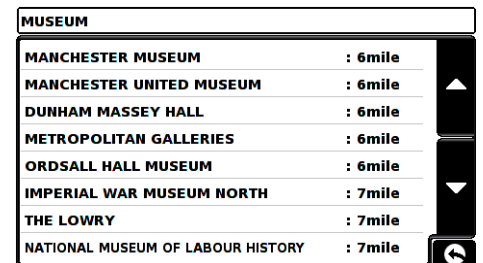 MUSEUM
MANCHESTER MUSEUM : 6mile
MANCHESTER UNITED MUSEUM : 6mile
DUNHAM MASSEY HALL : 6mile
METROPOLITAN GALLERIES : 6mile
ORDSALL HALL MUSEUM : 6mile
IMPERIAL WAR MUSEUM NORTH : 7mile
THE LOWRY : 7mile
NATIONAL MUSEUM OF LABOUR HISTORY : 7mile